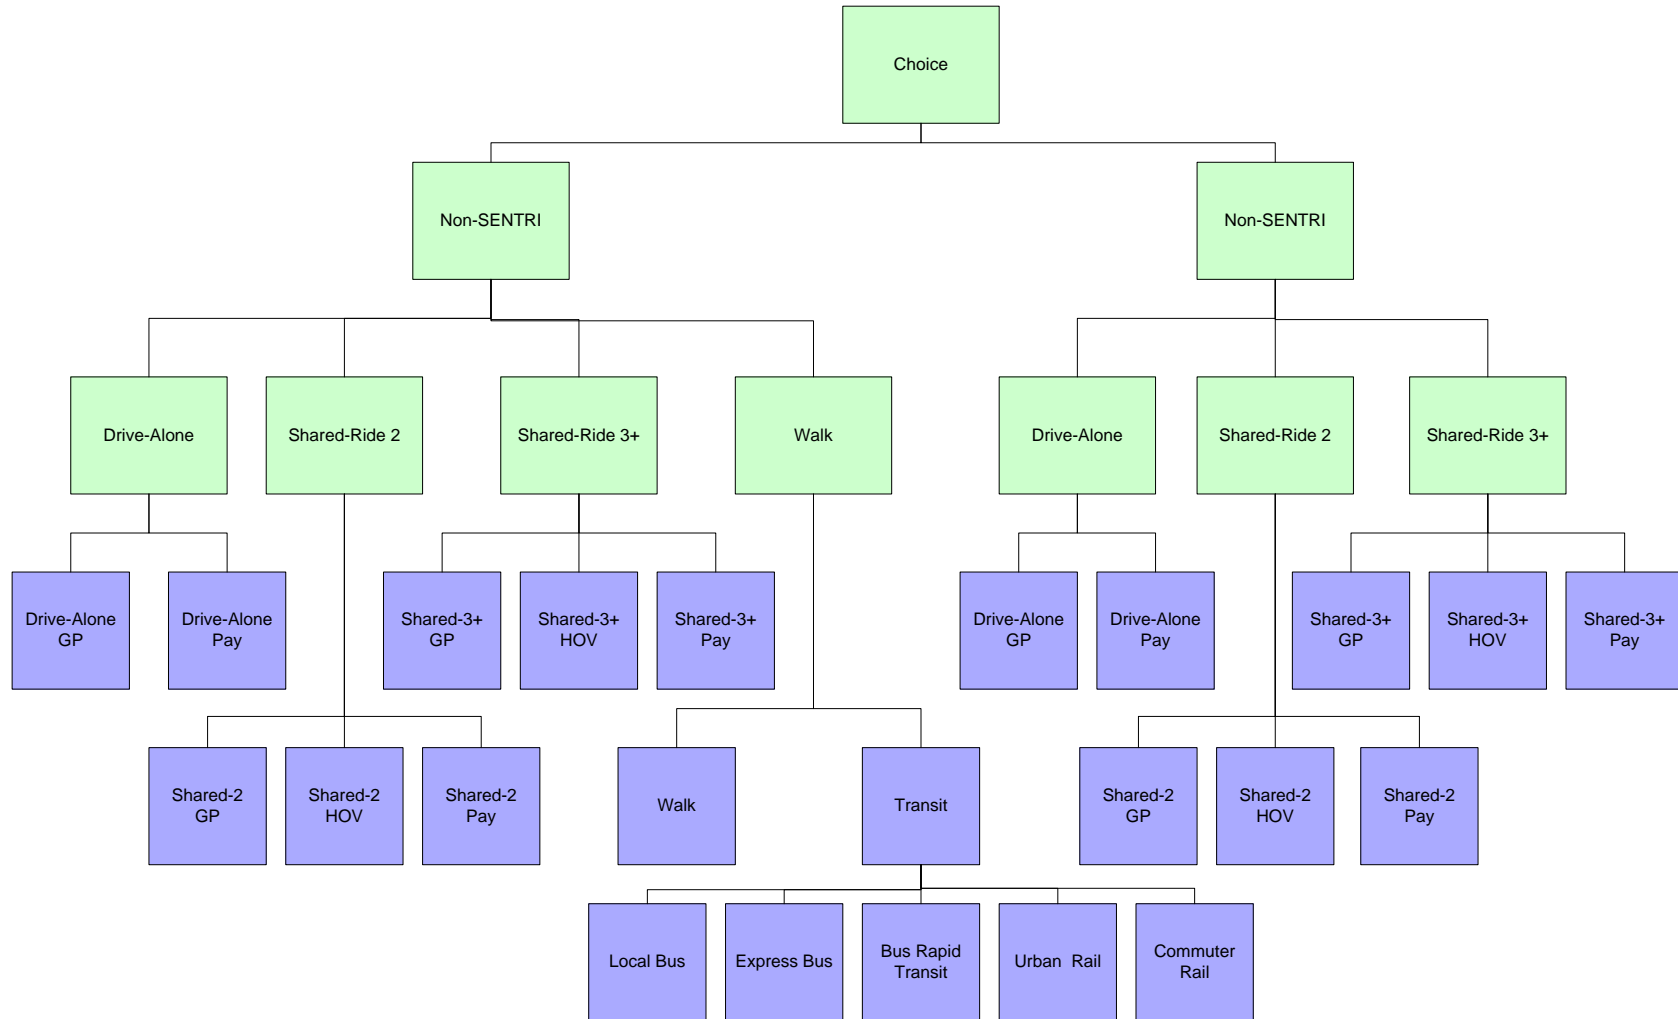 Choice
Non-SENTRI
Non-SENTRI
Drive-Alone
Shared-Ride 2
Shared-Ride 3+
Walk
Drive-Alone
Shared-Ride 2
Shared-Ride 3+
Drive-Alone
GP
Drive-Alone
Pay
Shared-3+
GP
Shared-3+
HOV
Shared-3+
Pay
Drive-Alone
GP
Drive-Alone
Pay
Shared-3+
GP
Shared-3+
HOV
Shared-3+
Pay
Shared-2
GP
Shared-2
HOV
Shared-2
Pay
Walk
Transit
Shared-2
GP
Shared-2
HOV
Shared-2
Pay
Local Bus
Express Bus
Bus Rapid
Transit
Urban  Rail
Commuter
Rail